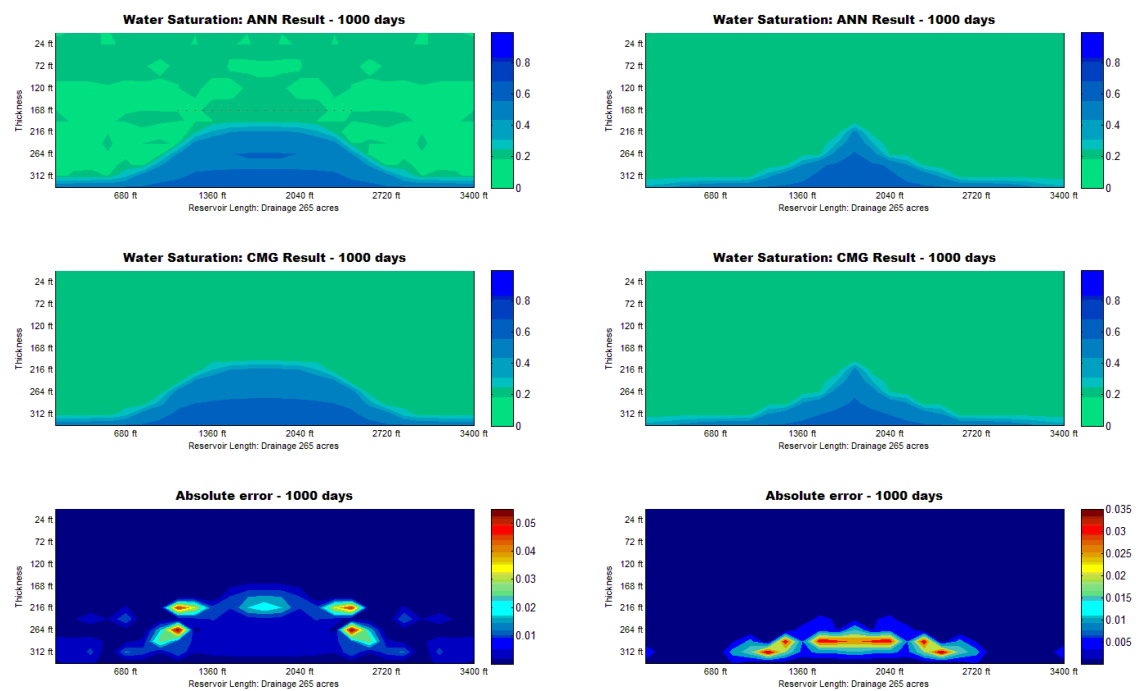 Water Saturation: ANN Result - 1000 days
Thickness
24 ft
72 ft
120 ft
168 ft
216 ft
264 ft
312 ft
680 ft 1360 ft 2040 ft 2720 ft 3400 ft
Reservoir Length: Drainage 265 acres
0.8
0.6
0.4
0.2
0
Water Saturation: ANN Result - 1000 days
Thickness
24 ft
72 ft
120 ft
168 ft
216 ft
264 ft
312 ft
680 ft 1360 ft 2040 ft 2720 ft 3400 ft
Reservoir Length: Drainage 265 acres
0.8
0.6
0.4
0.2
0
Water Saturation: CMG Result - 1000 days
Thickness
24 ft
72 ft
120 ft
168 ft
216 ft
264 ft
312 ft
680 ft 1360 ft 2040 ft 2720 ft 3400 ft
Reservoir Length: Drainage 265 acres
0.8
0.6
0.4
0.2
0
Water Saturation: CMG Result - 1000 days
Thickness
24 ft
72 ft
120 ft
168 ft
216 ft
264 ft
312 ft
680 ft 1360 ft 2040 ft 2720 ft 3400 ft
Reservoir Length: Drainage 265 acres
0.8
0.6
0.4
0.2
0
Absolute error - 1000 days
Thickness
24 ft
72 ft
120 ft
168 ft
216 ft
264 ft
312 ft
680 ft 1360 ft 2040 ft 2720 ft 3400 ft
Reservoir Length: Drainage 265 acres
0.05
0.04
0.03
0.02
0.01
Absolute error - 1000 days
Thickness
24 ft
72 ft
120 ft
168 ft
216 ft
264 ft
312 ft
680 ft 1360 ft 2040 ft 2720 ft 3400 ft
Reservoir Length: Drainage 265 acres
0.035
0.03
0.025
0.02
0.015
0.01
0.005